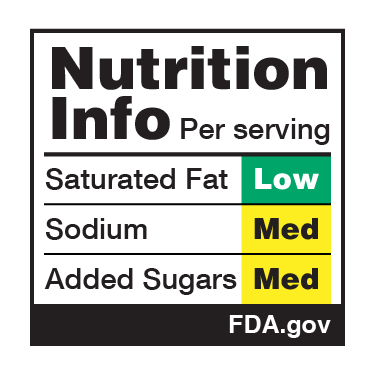 Nutrition
Info Per serving
Saturated Fat Low
Sodium Med
Added Sugars Med
FDA.gov